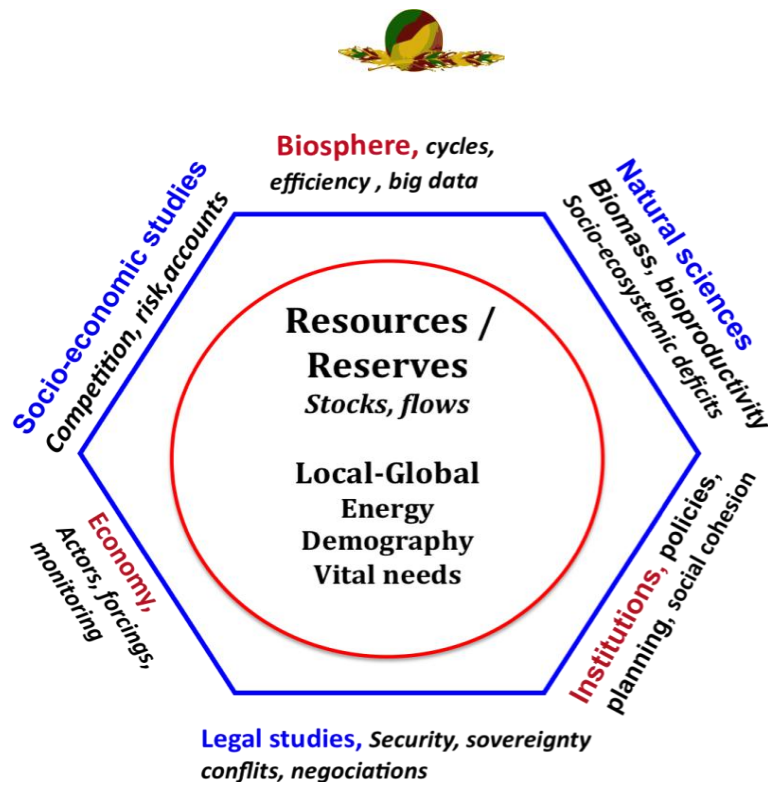 Biosphere, cycles,
efficiency , big data
Natural sciences
Biomass, bioproductivity
Socio-ecosystemic deficits
Socio-economic studies
Competition, risk,accounts
Resources /
Reserves
Stocks, flows
Local-Global
Energy
Demography
Vital needs
Economy,
Actors, forcings,
monitoring
Institutions, policies,
planning, social cohesion
Legal studies, Security, sovereignty
conflits, negociations